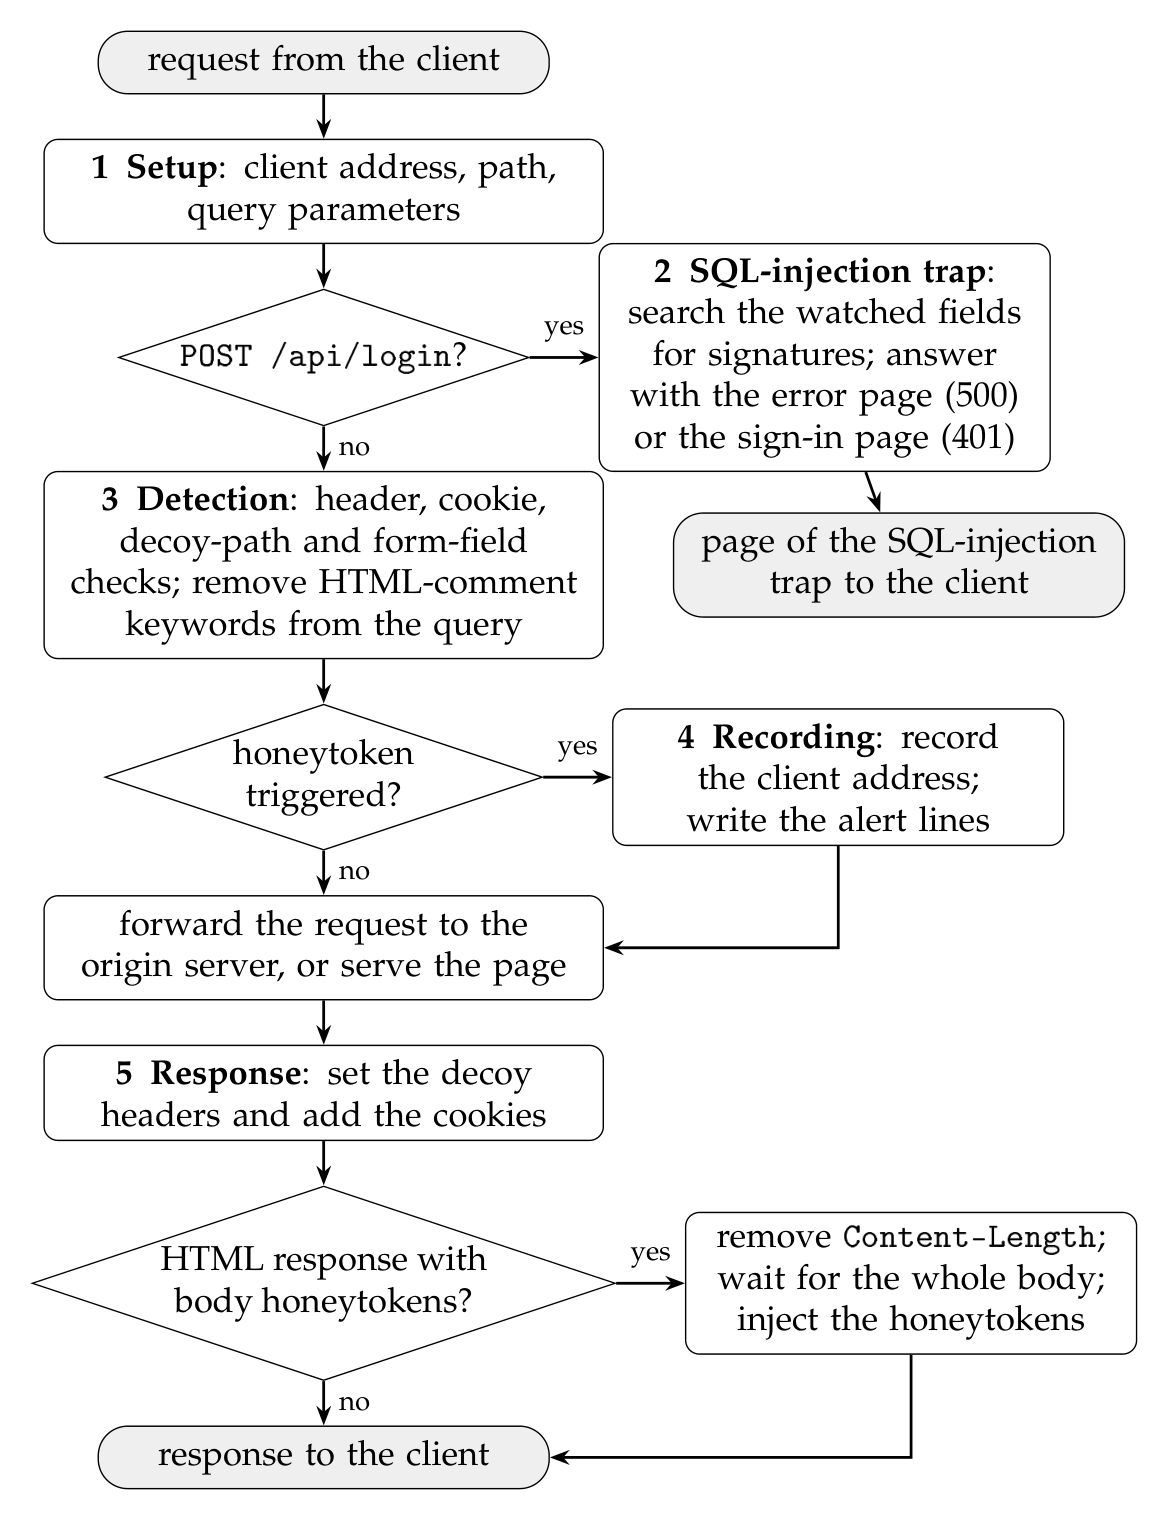 request from the client
1 Setup: client address, path,
query parameters
POST /api/login?
yes
2 SQL-injection trap:
search the watched fields
for signatures; answer
with the error page (500)
or the sign-in page (401)
no
page of the SQL-injection
trap to the client
3 Detection: header, cookie,
decoy-path and form-field
checks; remove HTML-comment
keywords from the query
honeytoken
triggered?
yes
4 Recording: record
the client address;
write the alert lines
no
forward the request to the
origin server, or serve the page
5 Response: set the decoy
headers and add the cookies
HTML response with
body honeytokens?
yes
remove Content-Length;
wait for the whole body;
inject the honeytokens
no
response to the client